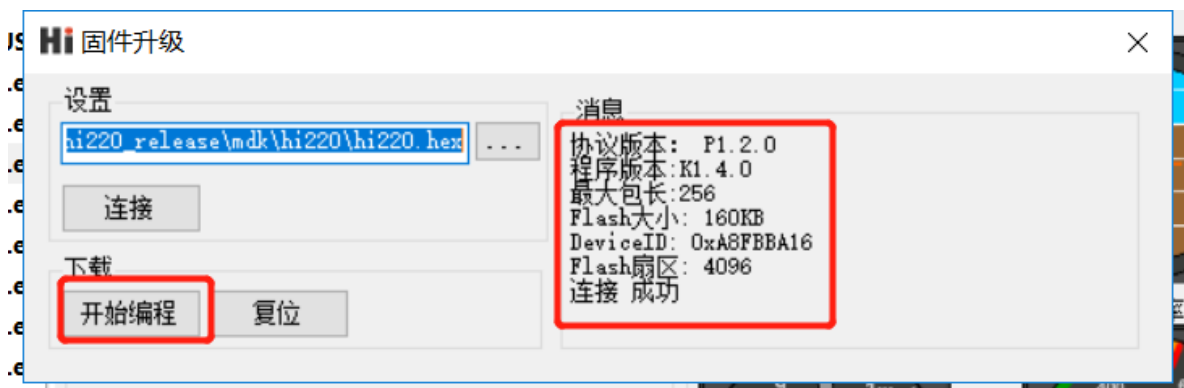 Hi 固件升级
设置
hi220_release\mdk\hi220\hi220.hex
...
连接
下载
开始编程
复位
消息
协议版本: P1.2.0
程序版本:K1.4.0
最大包长:256
Flash大小: 160KB
DeviceID: 0xA8FBBA16
Flash扇区: 4096
连接 成功